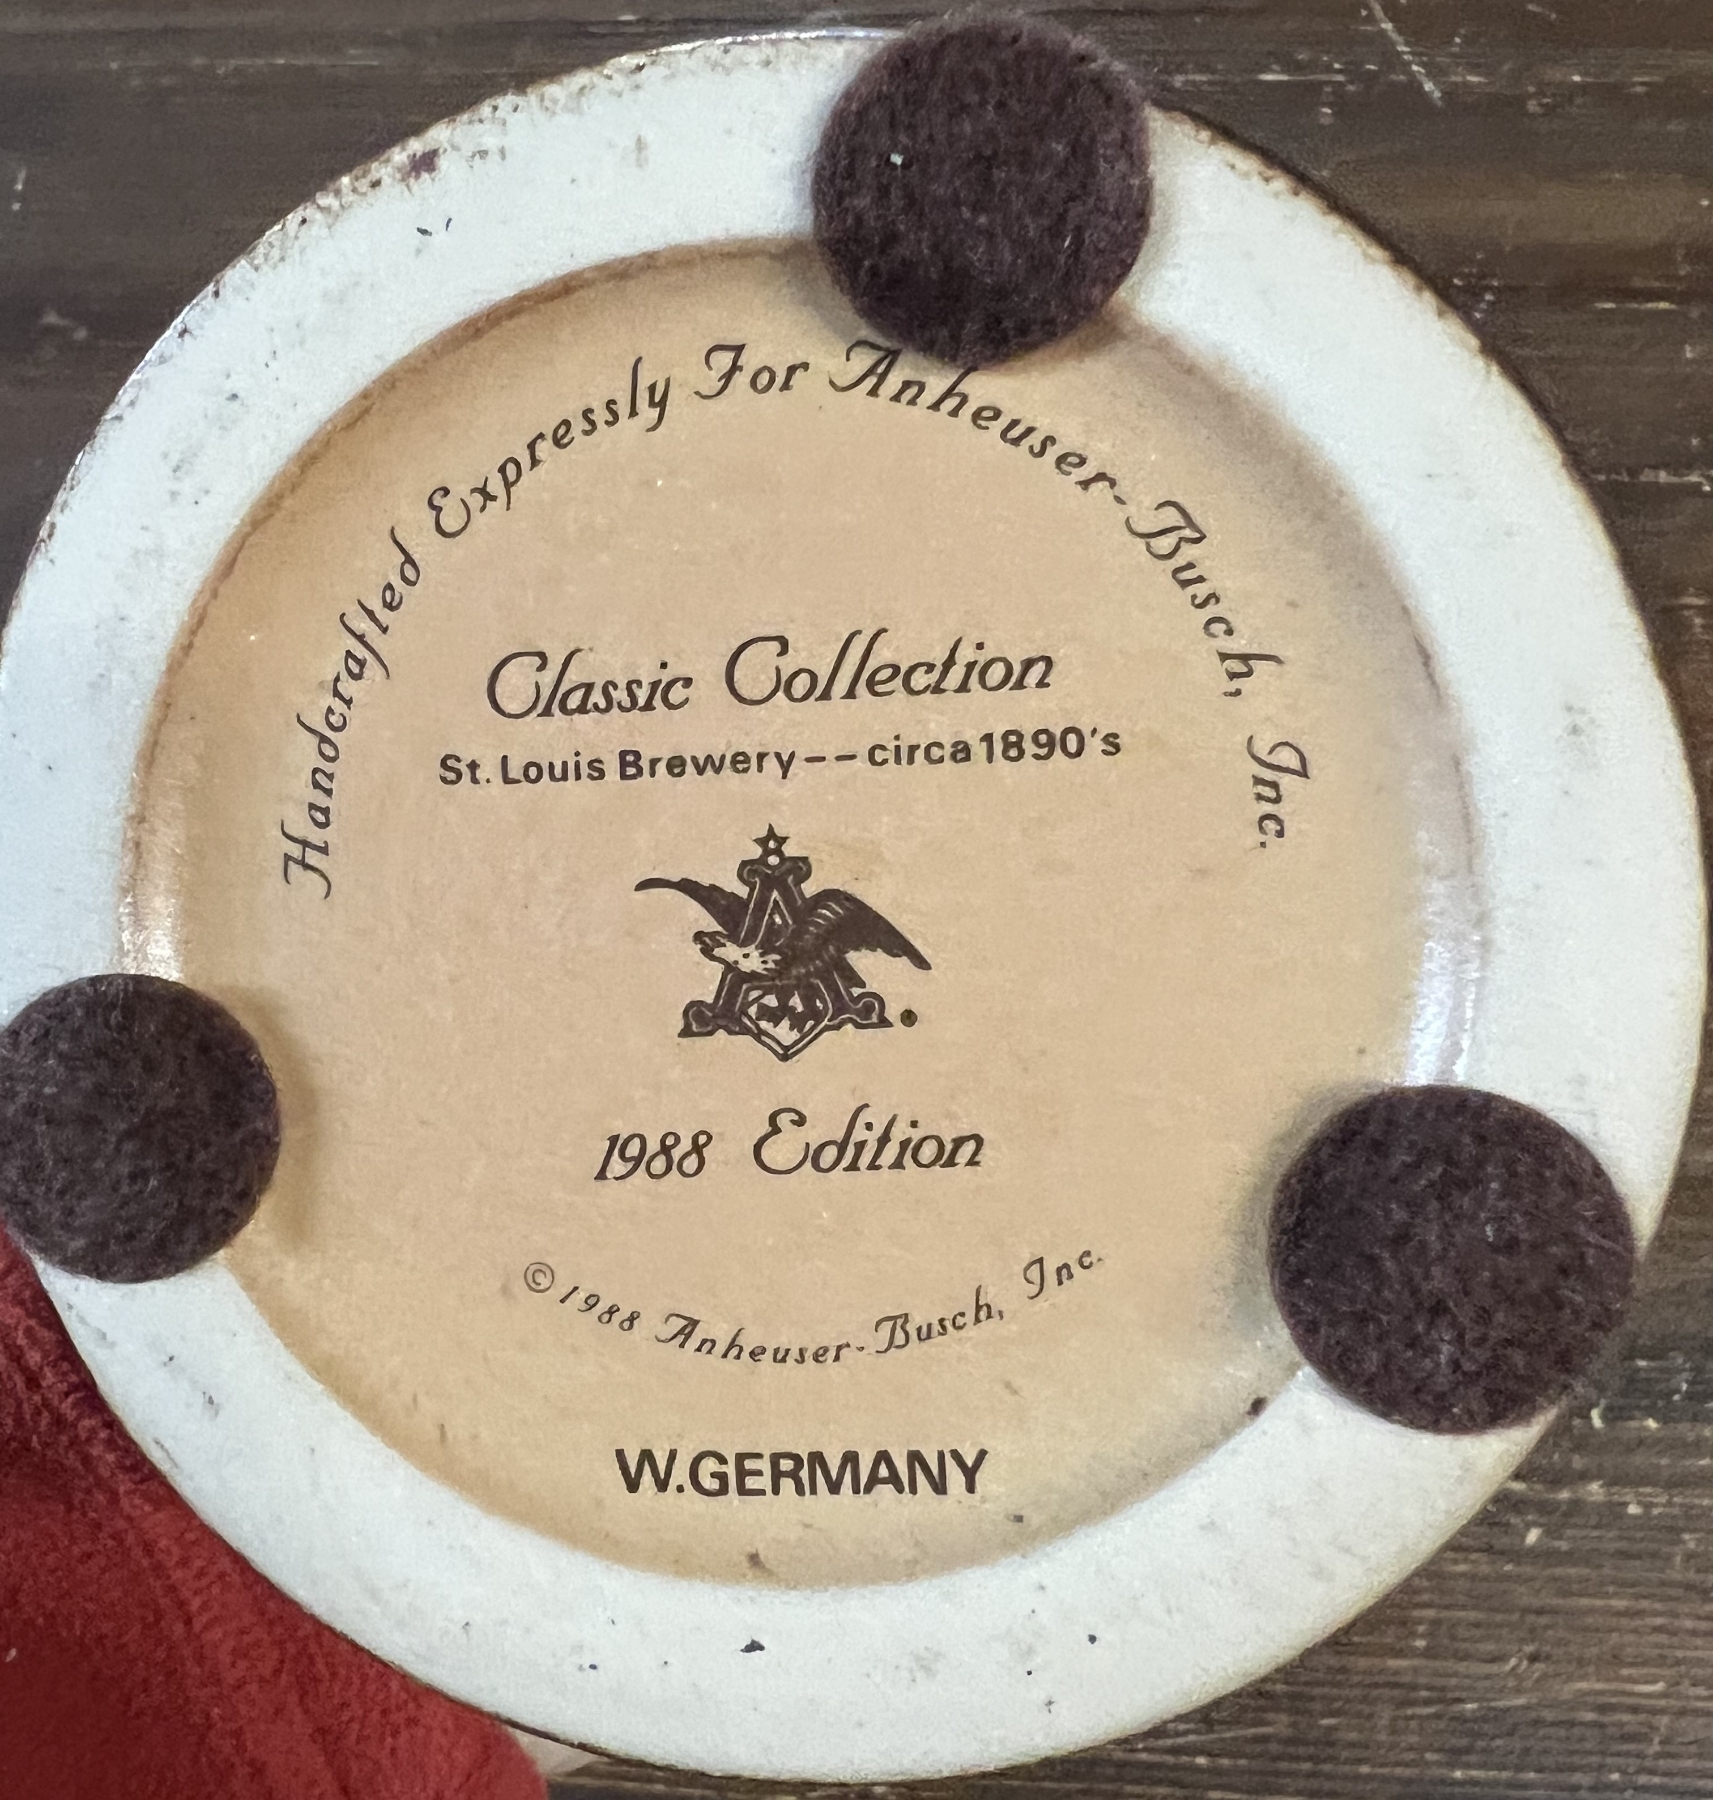 Handcrafted Expressly For Anheuser-Busch, Inc.
Classic Collection
St. Louis Brewery--circa 1890's
A
1988 Edition
© 1988 Anheuser-Busch, Inc.
W.GERMANY